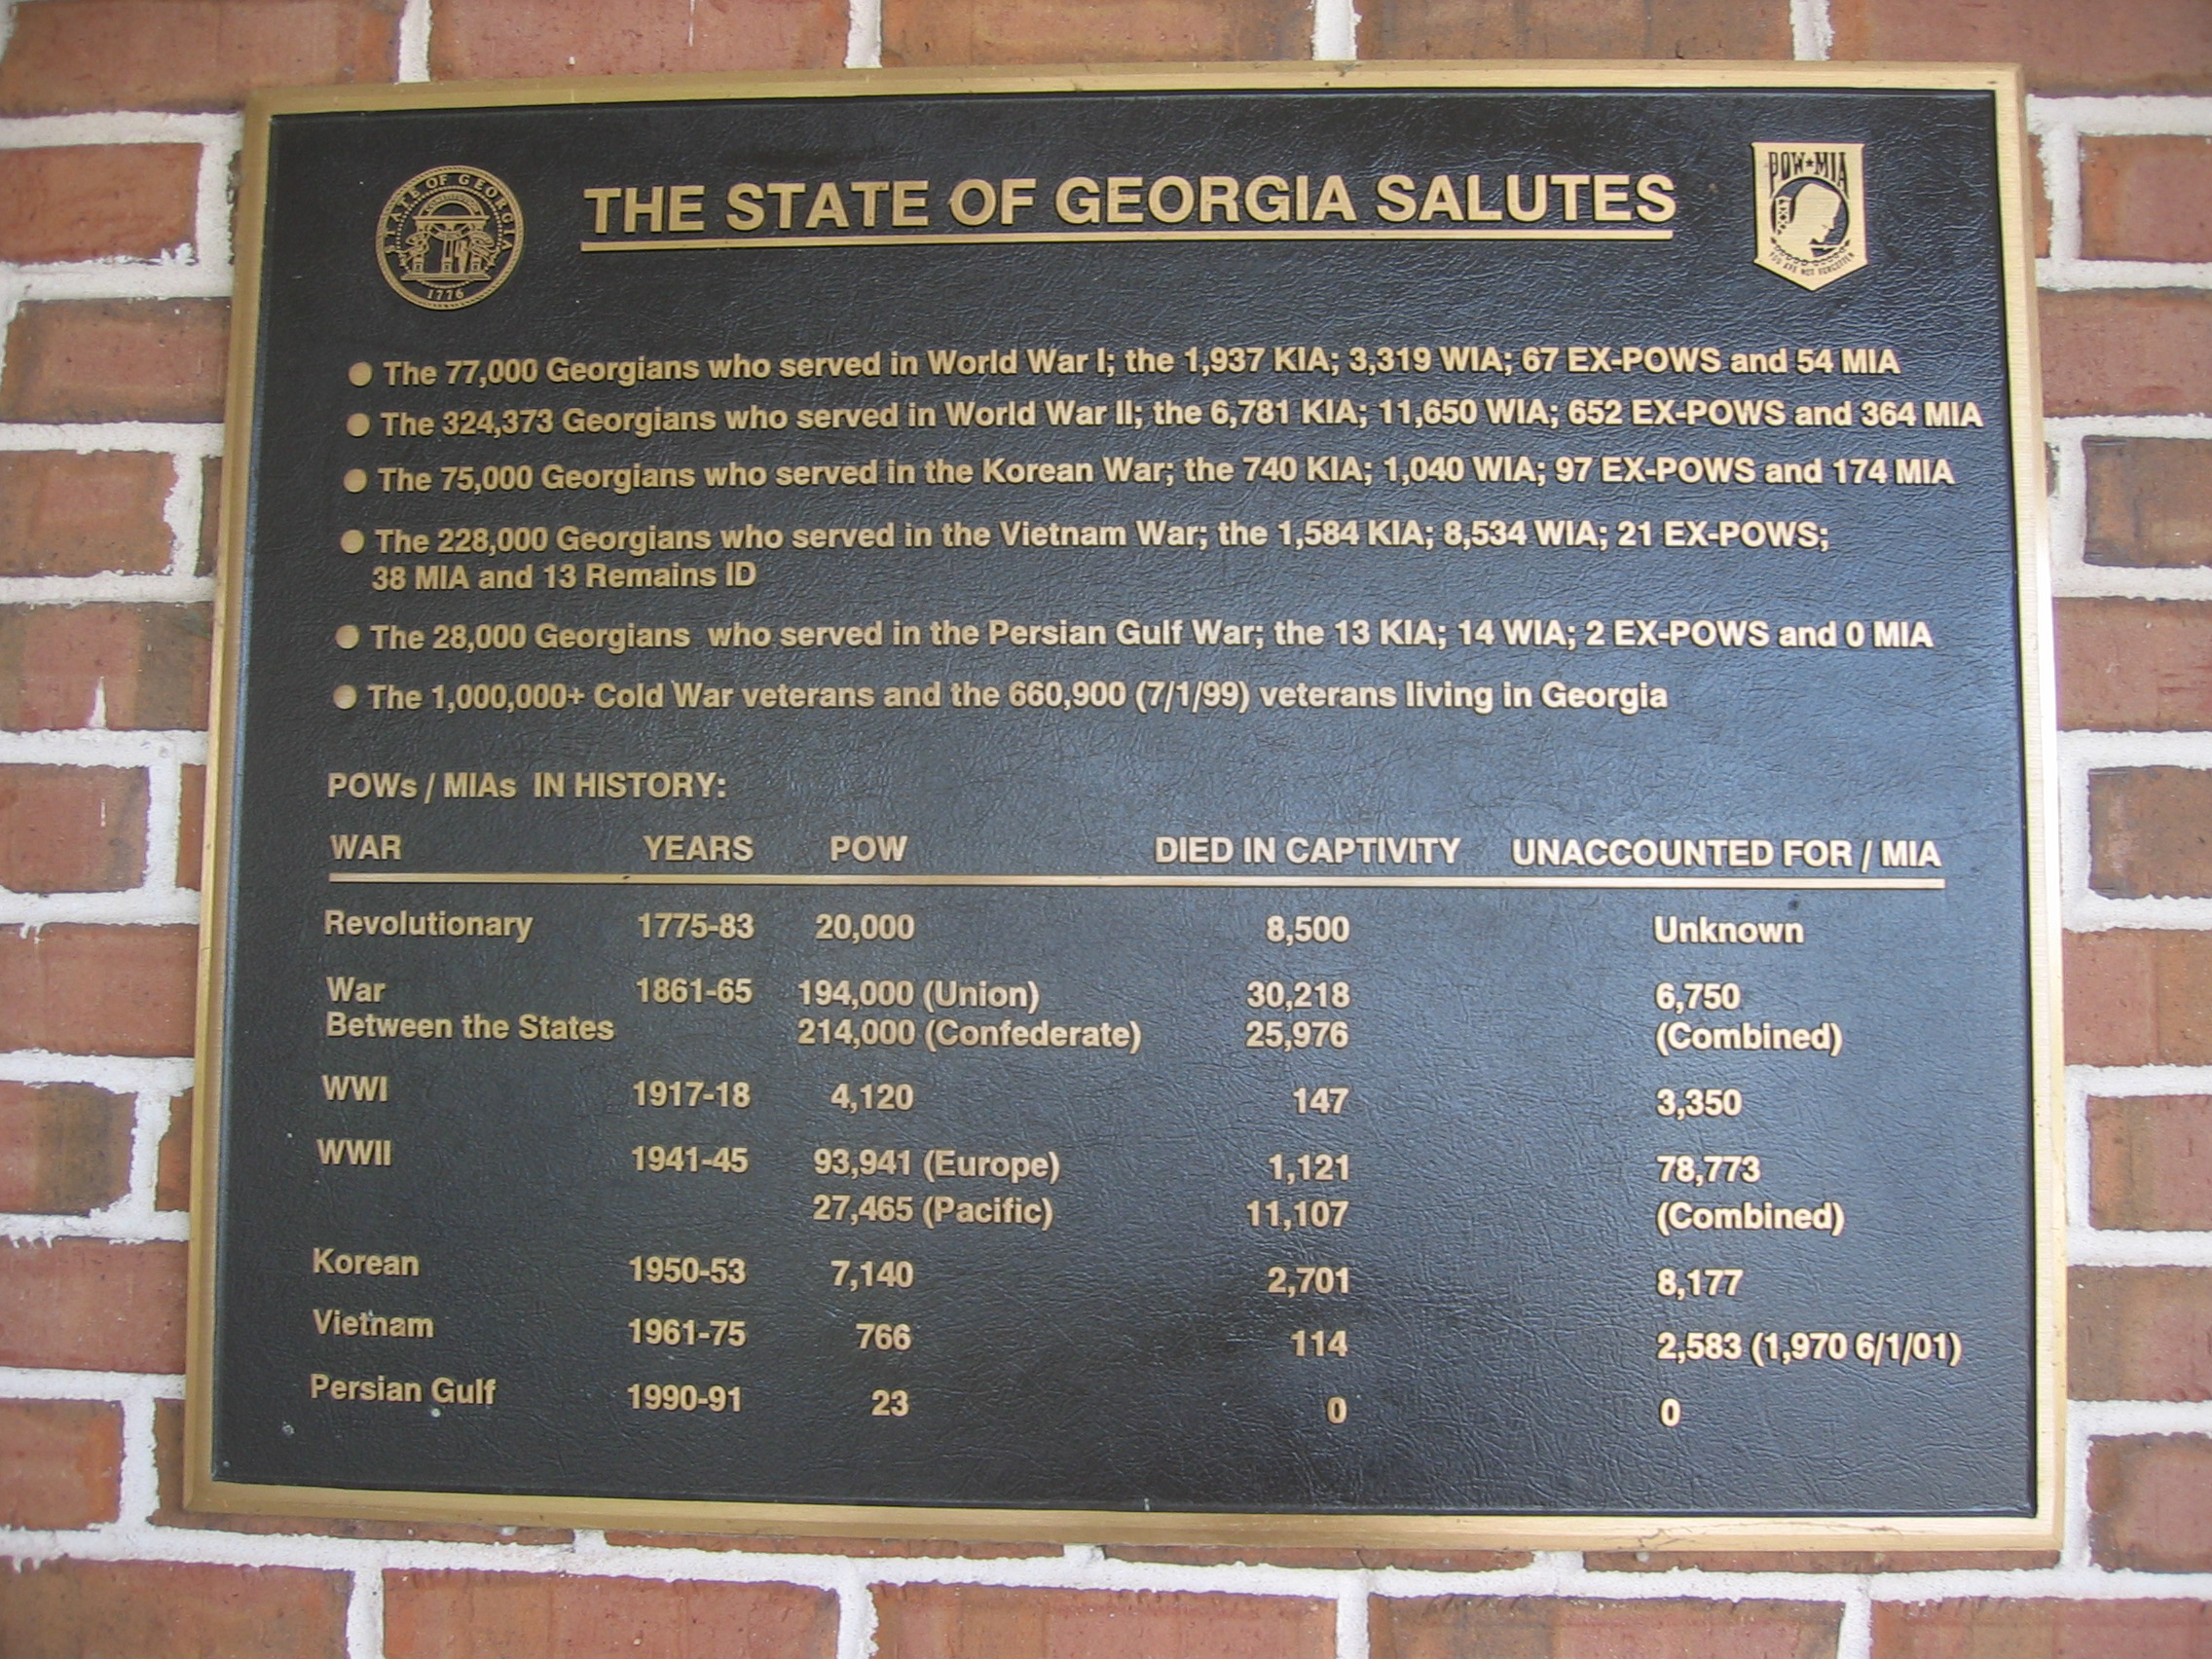 STATE OF GEORGIA
CONSTITUTION
1776
THE STATE OF GEORGIA SALUTES
POW★MIA
YOU ARE NOT FORGOTTEN
● The 77,000 Georgians who served in World War I; the 1,937 KIA; 3,319 WIA; 67 EX-POWS and 54 MIA
● The 324,373 Georgians who served in World War II; the 6,781 KIA; 11,650 WIA; 652 EX-POWS and 364 MIA
● The 75,000 Georgians who served in the Korean War; the 740 KIA; 1,040 WIA; 97 EX-POWS and 174 MIA
● The 228,000 Georgians who served in the Vietnam War; the 1,584 KIA; 8,534 WIA; 21 EX-POWS;
38 MIA and 13 Remains ID
● The 28,000 Georgians who served in the Persian Gulf War; the 13 KIA; 14 WIA; 2 EX-POWS and 0 MIA
● The 1,000,000+ Cold War veterans and the 660,900 (7/1/99) veterans living in Georgia
POWs / MIAs IN HISTORY:
WAR YEARS POW DIED IN CAPTIVITY UNACCOUNTED FOR / MIA
Revolutionary 1775-83 20,000 8,500 Unknown
War 1861-65 194,000 (Union) 30,218 6,750
Between the States 214,000 (Confederate) 25,976 (Combined)
WWI 1917-18 4,120 147 3,350
WWII 1941-45 93,941 (Europe) 1,121 78,773
27,465 (Pacific) 11,107 (Combined)
Korean 1950-53 7,140 2,701 8,177
Vietnam 1961-75 766 114 2,583 (1,970 6/1/01)
Persian Gulf 1990-91 23 0 0